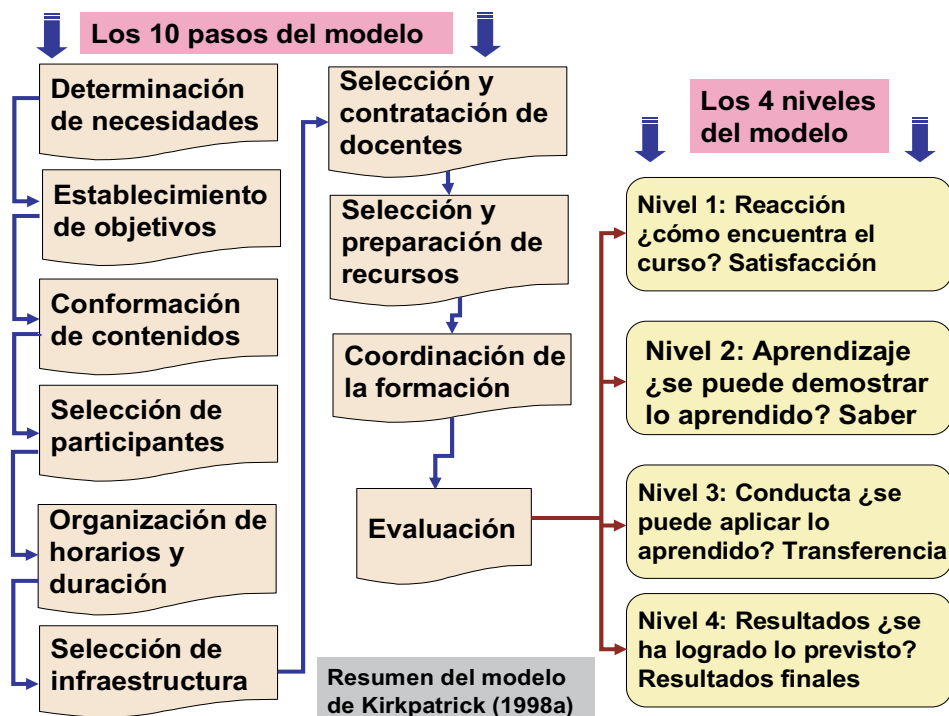 Los 10 pasos del modelo
Determinación
de necesidades
Establecimiento
de objetivos
Conformación
de contenidos
Selección de
participantes
Organización de
horarios y
duración
Selección de
infraestructura
Selección y
contratación de
docentes
Selección y
preparación de
recursos
Coordinación de
la formación
Evaluación
Los 4 niveles
del modelo
Nivel 1: Reacción
¿cómo encuentra el
curso? Satisfacción
Nivel 2: Aprendizaje
¿se puede demostrar
lo aprendido? Saber
Nivel 3: Conducta ¿se
puede aplicar lo
aprendido? Transferencia
Nivel 4: Resultados ¿se
ha logrado lo previsto?
Resultados finales
Resumen del modelo
de Kirkpatrick (1998a)